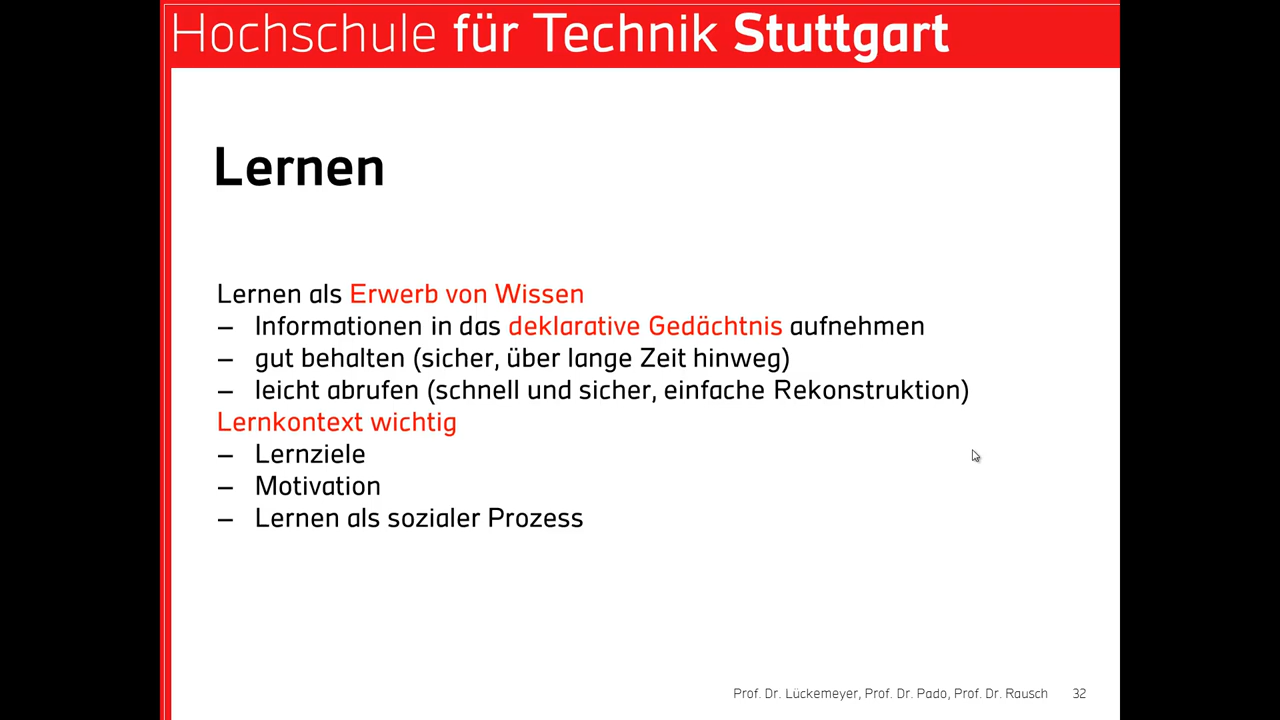 Hochschule für Technik Stuttgart
Lernen
Lernen als Erwerb von Wissen
– Informationen in das deklarative Gedächtnis aufnehmen
– gut behalten (sicher, über lange Zeit hinweg)
– leicht abrufen (schnell und sicher, einfache Rekonstruktion)
Lernkontext wichtig
– Lernziele
– Motivation
– Lernen als sozialer Prozess
Prof. Dr. Lückemeyer, Prof. Dr. Pado, Prof. Dr. Rausch 32